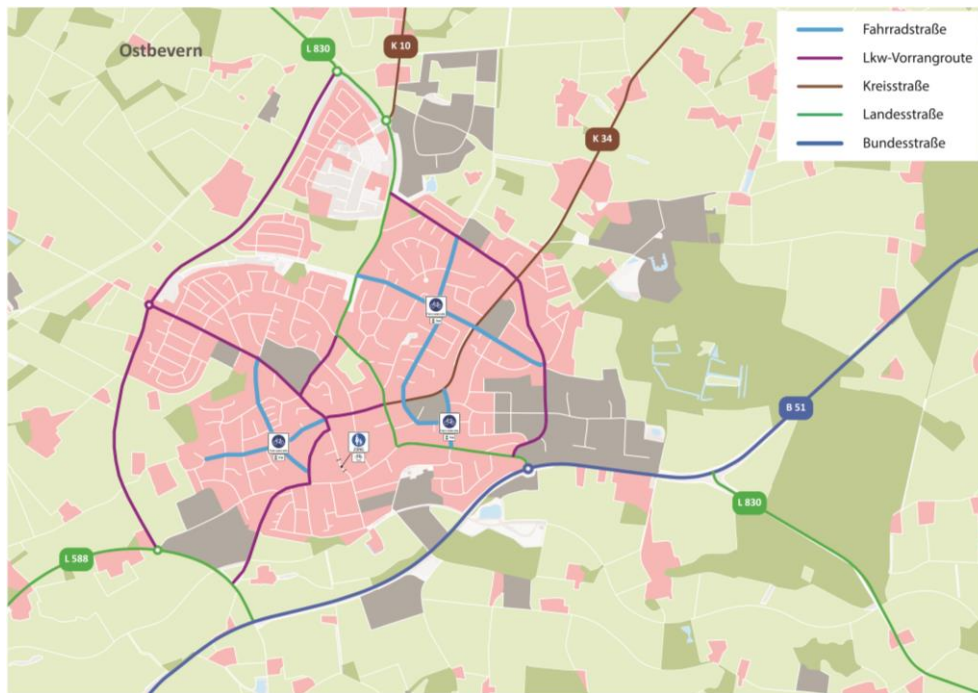 Ostbevern
L 830
K 10
Fahrradstraße
Lkw-Vorrangroute
Kreisstraße
Landesstraße
Bundesstraße
K 34
B 51
L 830
L 588